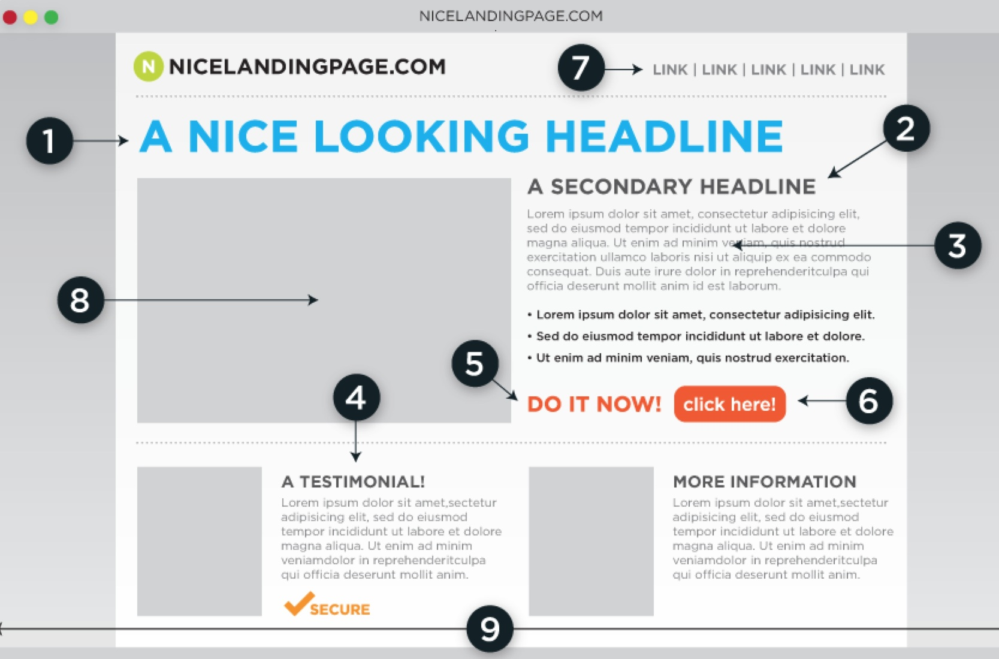 NICELANDINGPAGE.COM
N NICELANDINGPAGE.COM
7
LINK | LINK | LINK | LINK | LINK
1
A NICE LOOKING HEADLINE
2
A SECONDARY HEADLINE
Lorem ipsum dolor sit amet, consectetur adipisicing elit,
sed do eiusmod tempor incididunt ut labore et dolore
magna aliqua. Ut enim ad minim veniam, quis nostrud
exercitation ullamco laboris nisi ut aliquip ex ea commodo
consequat. Duis aute irure dolor in reprehenderitculpa qui
officia deserunt mollit anim id est laborum.
3
8
• Lorem ipsum dolor sit amet, consectetur adipisicing elit.
• Sed do eiusmod tempor incididunt ut labore et dolore.
• Ut enim ad minim veniam, quis nostrud exercitation.
5
DO IT NOW!
click here!
6
4
A TESTIMONIAL!
Lorem ipsum dolor sit amet,sectetur
adipisicing elit, sed do eiusmod
tempor incididunt ut labore et dolore
magna aliqua. Ut enim ad minim
veniamdolor in reprehenderitculpa
qui officia deserunt mollit anim.
SECURE
MORE INFORMATION
Lorem ipsum dolor sit amet,sectetur
adipisicing elit, sed do eiusmod
tempor incididunt ut labore et dolore
magna aliqua. Ut enim ad minim
veniamdolor in reprehenderitculpa
qui officia deserunt mollit anim.
9